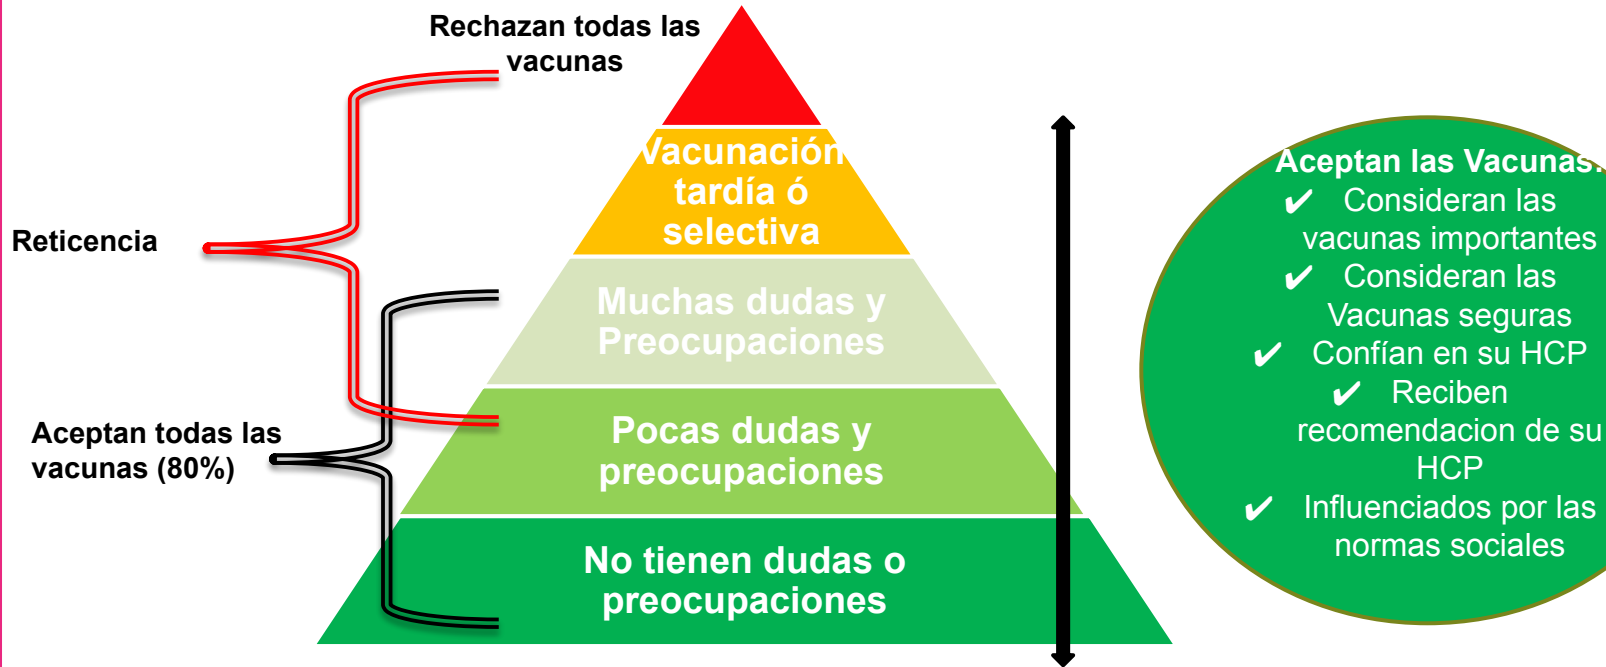 Rechazan todas las
vacunas
Vacunación
tardía ó
selectiva
Reticencia
Muchas dudas y
Preocupaciones
Aceptan todas las
vacunas (80%)
Pocas dudas y
preocupaciones
No tienen dudas o
preocupaciones
Aceptan las Vacunas:
✔ Consideran las
vacunas importantes
✔ Consideran las
Vacunas seguras
✔ Confían en su HCP
✔ Reciben
recomendacion de su
HCP
✔ Influenciados por las
normas sociales